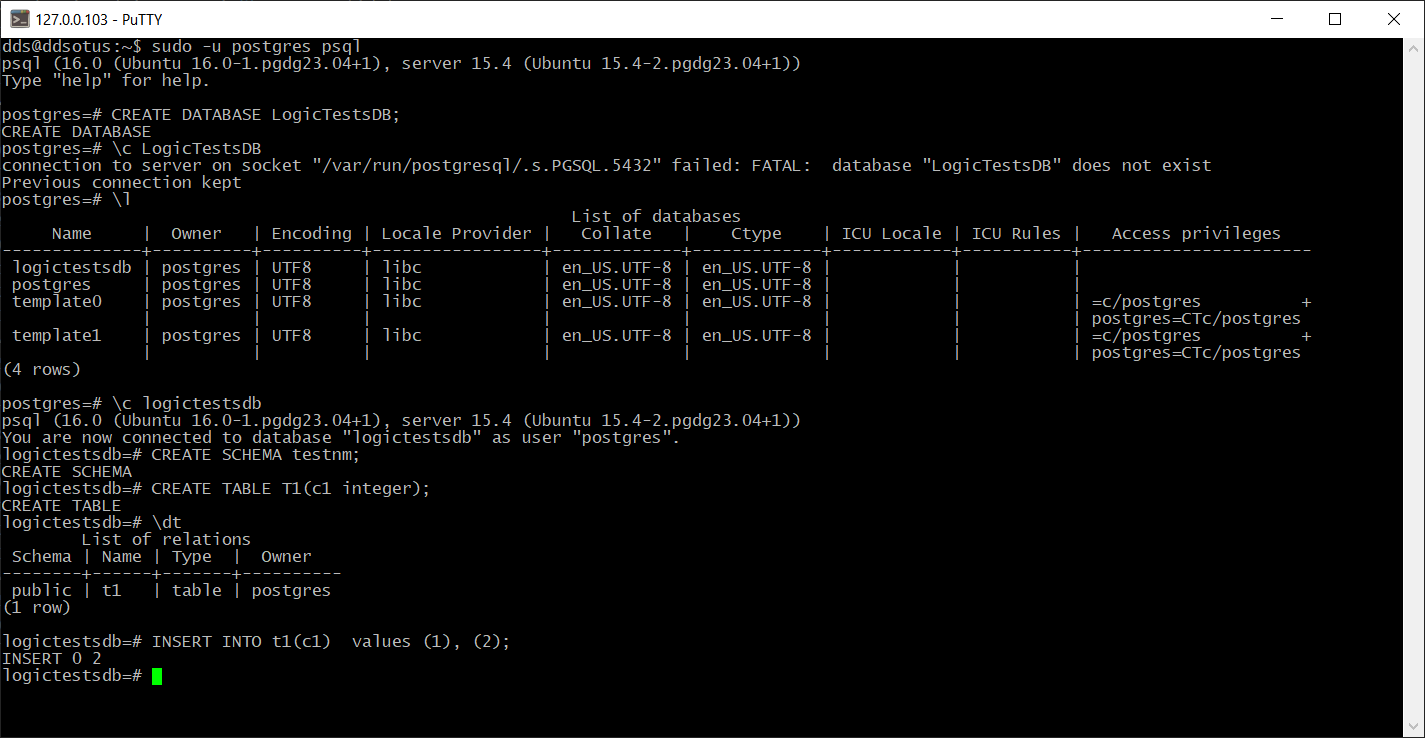 127.0.0.103 - PuTTY
dds@ddsotus:~$ sudo -u postgres psql
psql (16.0 (Ubuntu 16.0-1.pgdg23.04+1), server 15.4 (Ubuntu 15.4-2.pgdg23.04+1))
Type "help" for help.

postgres=# CREATE DATABASE LogicTestsDB;
CREATE DATABASE
postgres=# \c LogicTestsDB
connection to server on socket "/var/run/postgresql/.s.PGSQL.5432" failed: FATAL:  database "LogicTestsDB" does not exist
Previous connection kept
postgres=# \l
                                                         List of databases
     Name     |  Owner   | Encoding | Locale Provider |   Collate   |    Ctype    | ICU Locale | ICU Rules |   Access privileges
--------------+----------+----------+-----------------+-------------+-------------+------------+-----------+-----------------------
 logictestsdb | postgres | UTF8     | libc            | en_US.UTF-8 | en_US.UTF-8 |            |           |
 postgres     | postgres | UTF8     | libc            | en_US.UTF-8 | en_US.UTF-8 |            |           |
 template0    | postgres | UTF8     | libc            | en_US.UTF-8 | en_US.UTF-8 |            |           | =c/postgres          +
              |          |          |                 |             |             |            |           | postgres=CTc/postgres
 template1    | postgres | UTF8     | libc            | en_US.UTF-8 | en_US.UTF-8 |            |           | =c/postgres          +
              |          |          |                 |             |             |            |           | postgres=CTc/postgres
(4 rows)

postgres=# \c logictestsdb
psql (16.0 (Ubuntu 16.0-1.pgdg23.04+1), server 15.4 (Ubuntu 15.4-2.pgdg23.04+1))
You are now connected to database "logictestsdb" as user "postgres".
logictestsdb=# CREATE SCHEMA testnm;
CREATE SCHEMA
logictestsdb=# CREATE TABLE T1(c1 integer);
CREATE TABLE
logictestsdb=# \dt
        List of relations
 Schema | Name | Type  |  Owner
--------+------+-------+----------
 public | t1   | table | postgres
(1 row)

logictestsdb=# INSERT INTO t1(c1)  values (1), (2);
INSERT 0 2
logictestsdb=#